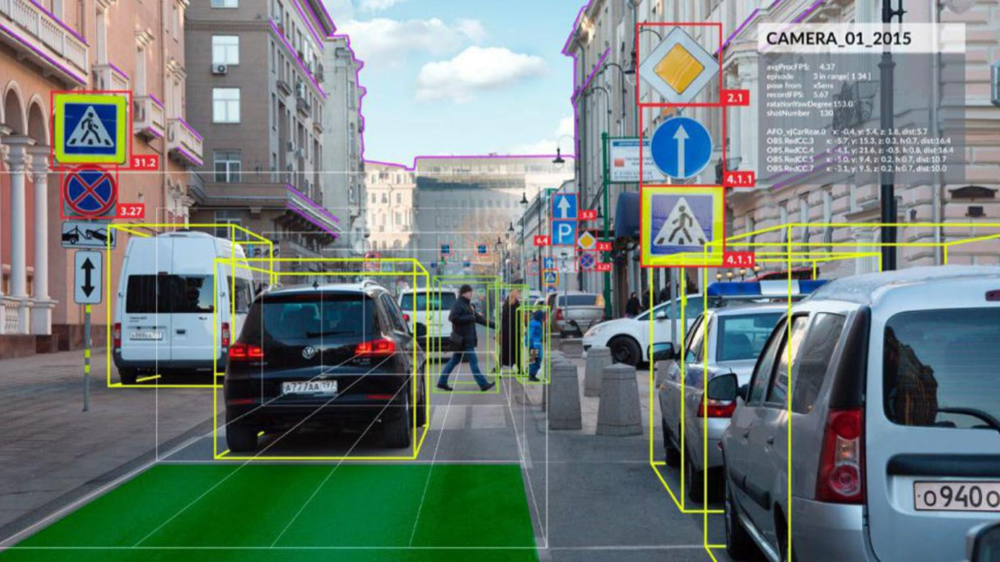 CAMERA_01_2015
avgProcFPS: 4.37
episode 3 in range[ 1 34 ]
pose from xSens
recordFPS: 5.67
ratationYawDegree 153.0
shotNumber 130
AFO_vjCarRear.0 x: -0.4, y: 5.4, z: 1.8, dist:5.7
OBS.RedCC.3 x: -5.7, y: 15.3, z: 0.3, h:0.7, dist:16.4
OBS.RedCC.4 x: -4.1, y: 21.6, z: -0.5, h:0.8, dist:16.4
OBS.RedCC.5 x: -5.0, y: 9.4, z: 0.2, h:0.7, dist:10.7
OBS.RedCC.7 x: -3.1, y: 9.5, z: 0.2, h:0.7, dist:10.0
2.1
31.2
4.1.1
3.27
5.5
P
6.4
2.1
4.1.1
3.27
А777АА 197
О940О